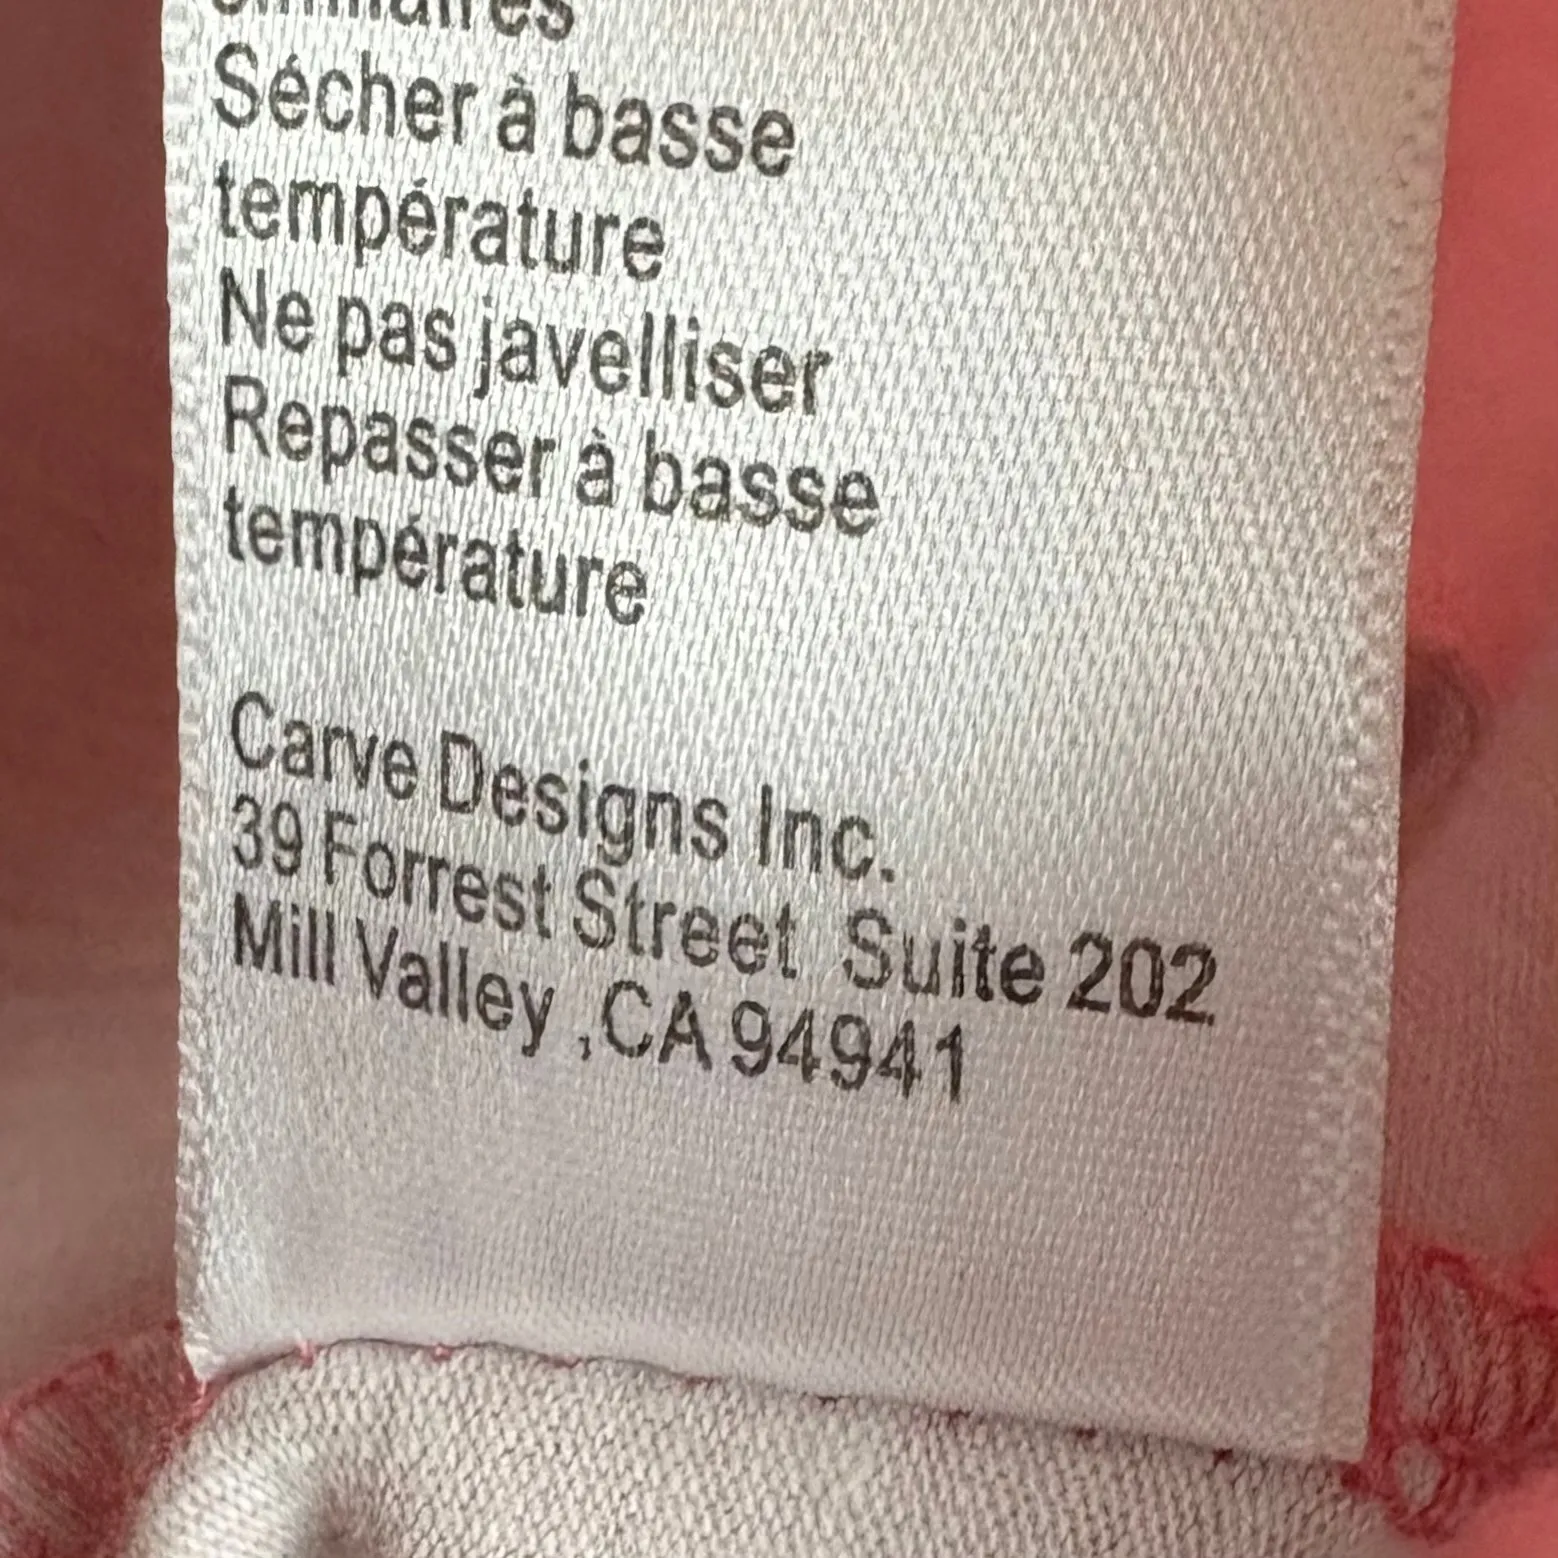 Sécher à basse
température
Ne pas javelliser
Repasser à basse
température
Carve Designs Inc.
39 Forrest Street Suite 202
Mill Valley ,CA 94941